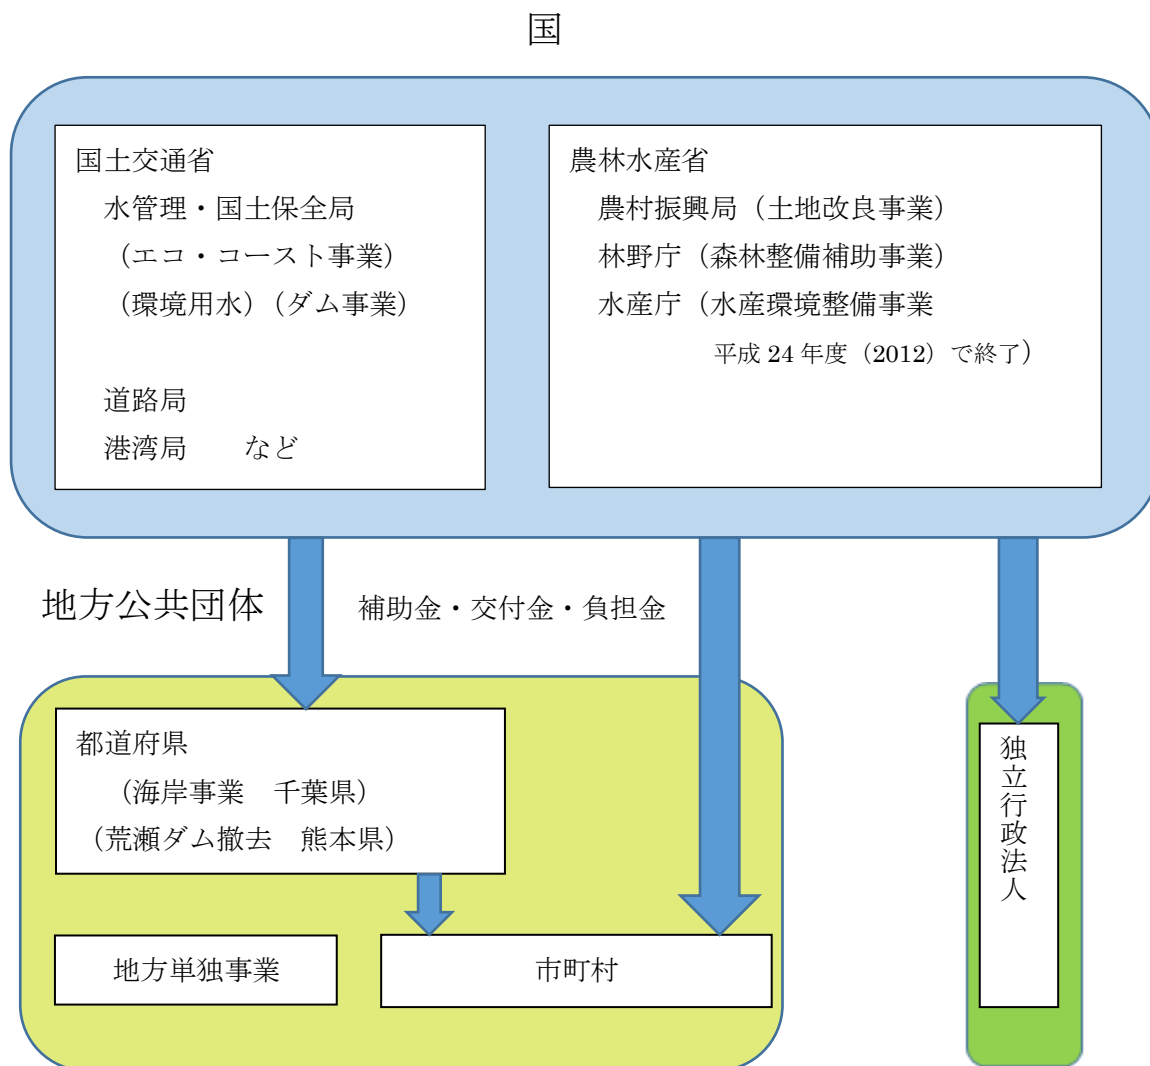 国
国土交通省
水管理・国土保全局
（エコ・コースト事業）
（環境用水）（ダム事業）
道路局
港湾局　　など
農林水産省
農村振興局（土地改良事業）
林野庁（森林整備補助事業）
水産庁（水産環境整備事業
平成 24 年度（2012）で終了）
地方公共団体
補助金・交付金・負担金
都道府県
（海岸事業　千葉県）
（荒瀬ダム撤去　熊本県）
地方単独事業
市町村
独立行政法人